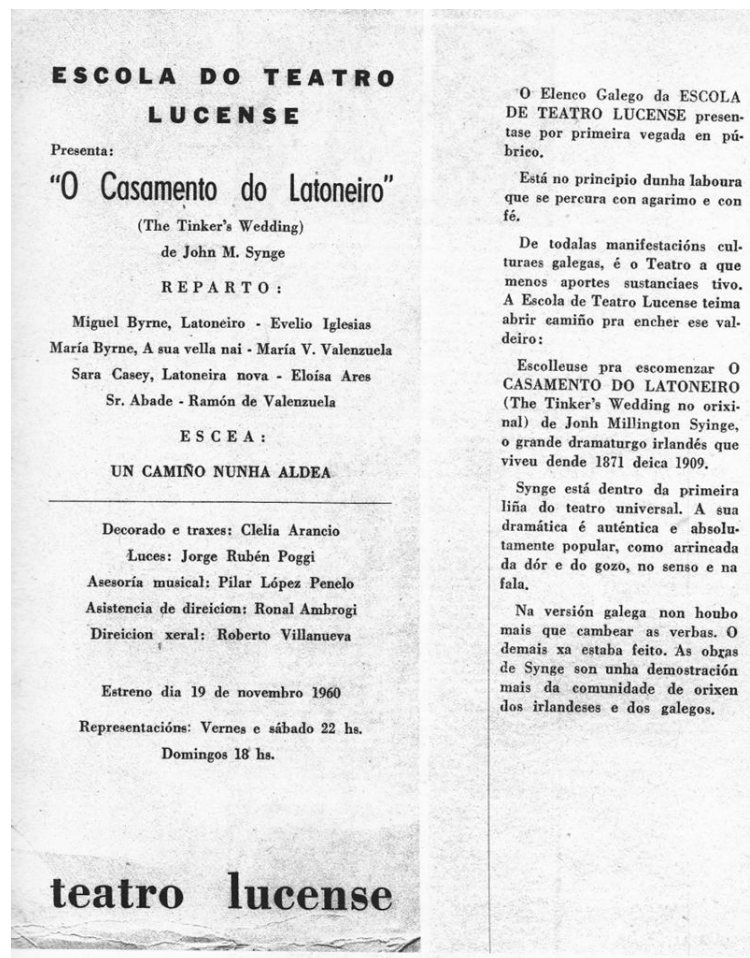 ESCOLA DO TEATRO
LUCENSE
Presenta:
"O Casamento do Latoneiro"
(The Tinker's Wedding)
de John M. Synge
REPARTO:
Miguel Byrne, Latoneiro - Evelio Iglesias
María Byrne, A sua vella nai - María V. Valenzuela
Sara Casey, Latoneira nova - Eloísa Ares
Sr. Abade - Ramón de Valenzuela
ESCEA:
UN CAMIÑO NUNHA ALDEA
Decorado e traxes: Clelia Arancio
Luces: Jorge Rubén Poggi
Asesoría musical: Pilar López Penelo
Asistencia de direicion: Ronal Ambrogi
Direicion xeral: Roberto Villanueva
Estreno dia 19 de novembro 1960
Representacións: Vernes e sábado 22 hs.
Domingos 18 hs.
teatro lucense
O Elenco Galego da ESCOLA
DE TEATRO LUCENSE presen-
tase por primeira vegada en pú-
brico.
Está no principio dunha laboura
que se percura con agarimo e con
fé.
De todalas manifestacións cul-
turaes galegas, é o Teatro a que
menos aportes sustanciaes tivo.
A Escola de Teatro Lucense teima
abrir camiño pra encher ese val-
deiro:
Escolleuse pra escomenzar O
CASAMENTO DO LATONEIRO
(The Tinker's Wedding no orixi-
nal) de Jonh Millington Syinge,
o grande dramaturgo irlandés que
viveu dende 1871 deica 1909.
Synge está dentro da primeira
liña do teatro universal. A sua
dramática é auténtica e absolu-
tamente popular, como arrincada
da dór e do gozo, no senso e na
fala.
Na versión galega non houbo
mais que cambear as verbas. O
demais xa estaba feito. As obras
de Synge son unha demostración
mais da comunidade de orixen
dos irlandeses e dos galegos.